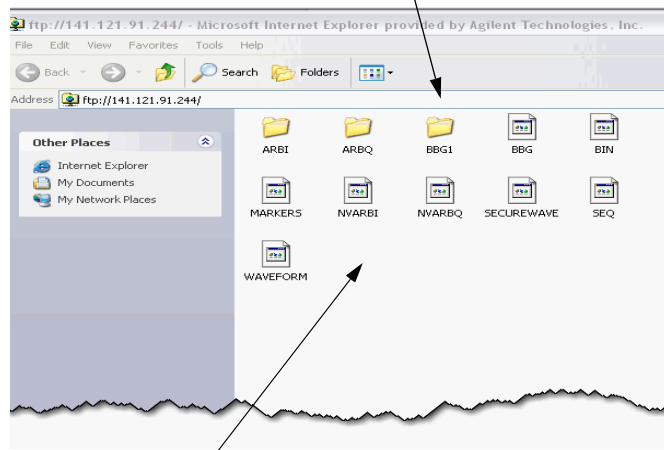 ftp://141.121.91.244/ - Microsoft Internet Explorer provided by Agilent Technologies, Inc.
File Edit View Favorites Tools Help
Back Search Folders
Address ftp://141.121.91.244/
Other Places
Internet Explorer
My Documents
My Network Places
ARBI ARBQ BBG1 BBG BIN
MARKERS NVARBI NVARBQ SECUREWAVE SEQ
WAVEFORM